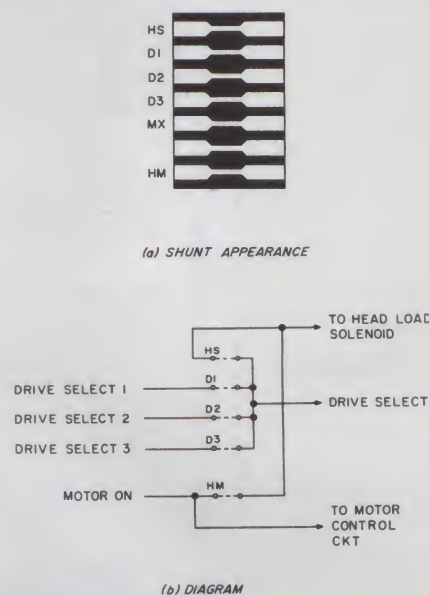 HS
D1
D2
D3
MX
HM
(a) SHUNT APPEARANCE
TO HEAD LOAD
SOLENOID
HS
DRIVE SELECT 1 D1
DRIVE SELECT 2 D2
DRIVE SELECT
DRIVE SELECT 3 D3
MOTOR ON HM
TO MOTOR
CONTROL
CKT
(b) DIAGRAM